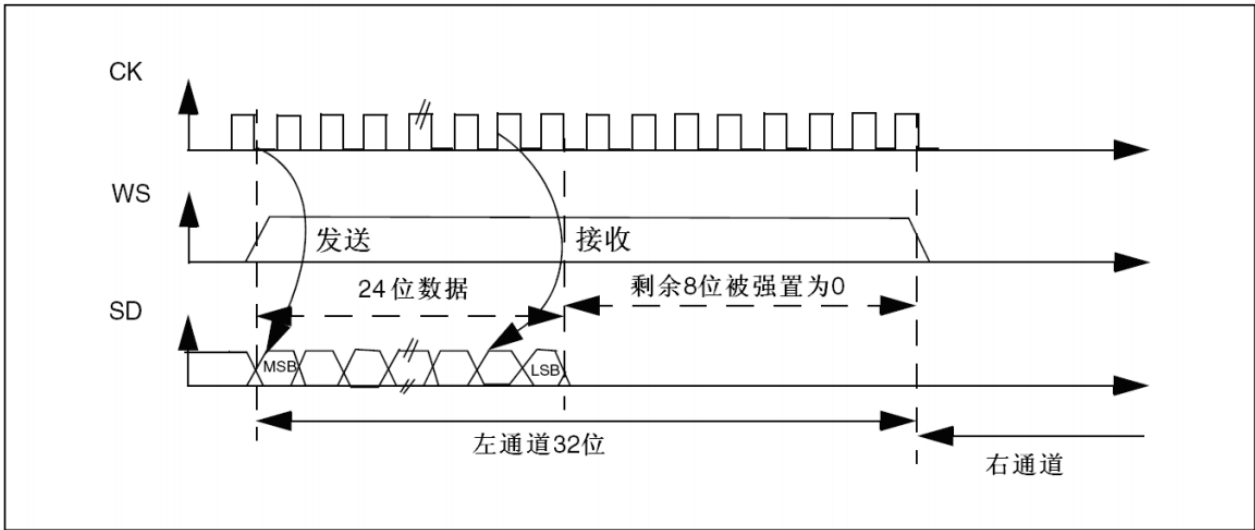 CK
WS
发送
接收
24位数据
剩余8位被强置为0
SD
MSB
LSB
左通道32位
右通道